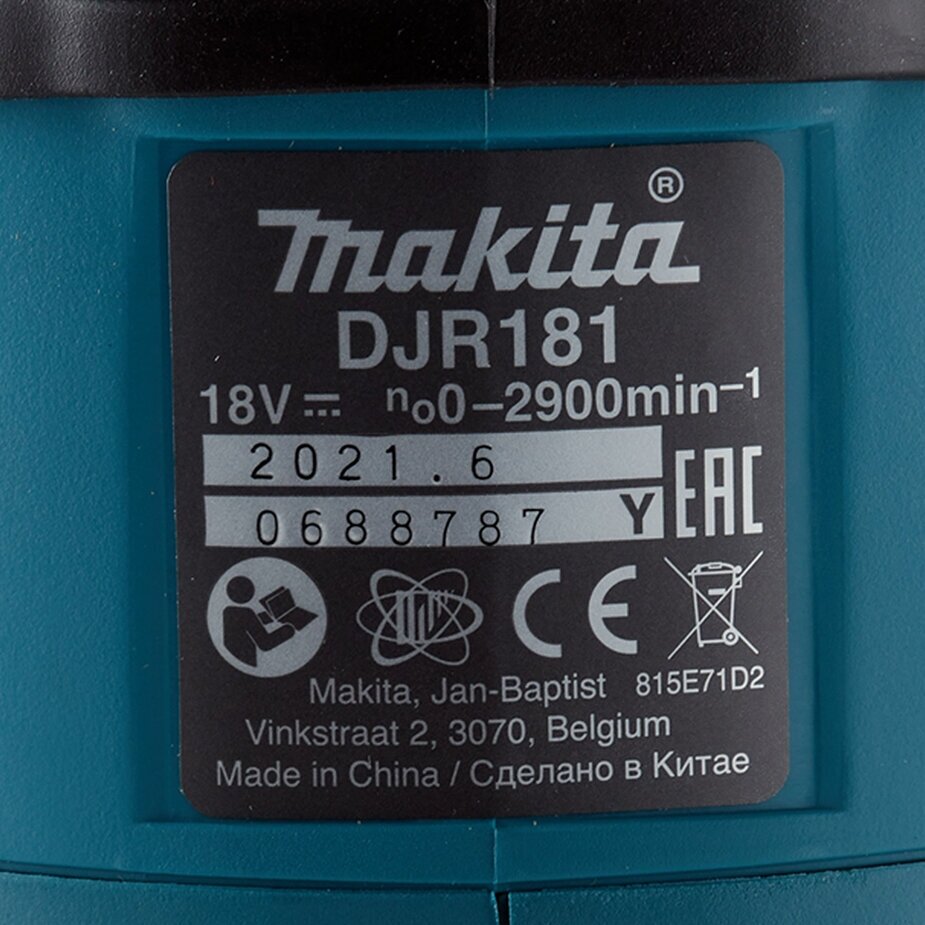 makita®
DJR181
18V ⎓ n₀0–2900min⁻¹
2021.6
0688787 Y
EAC
CE
Makita, Jan-Baptist 815E71D2
Vinkstraat 2, 3070, Belgium
Made in China / Сделано в Китае